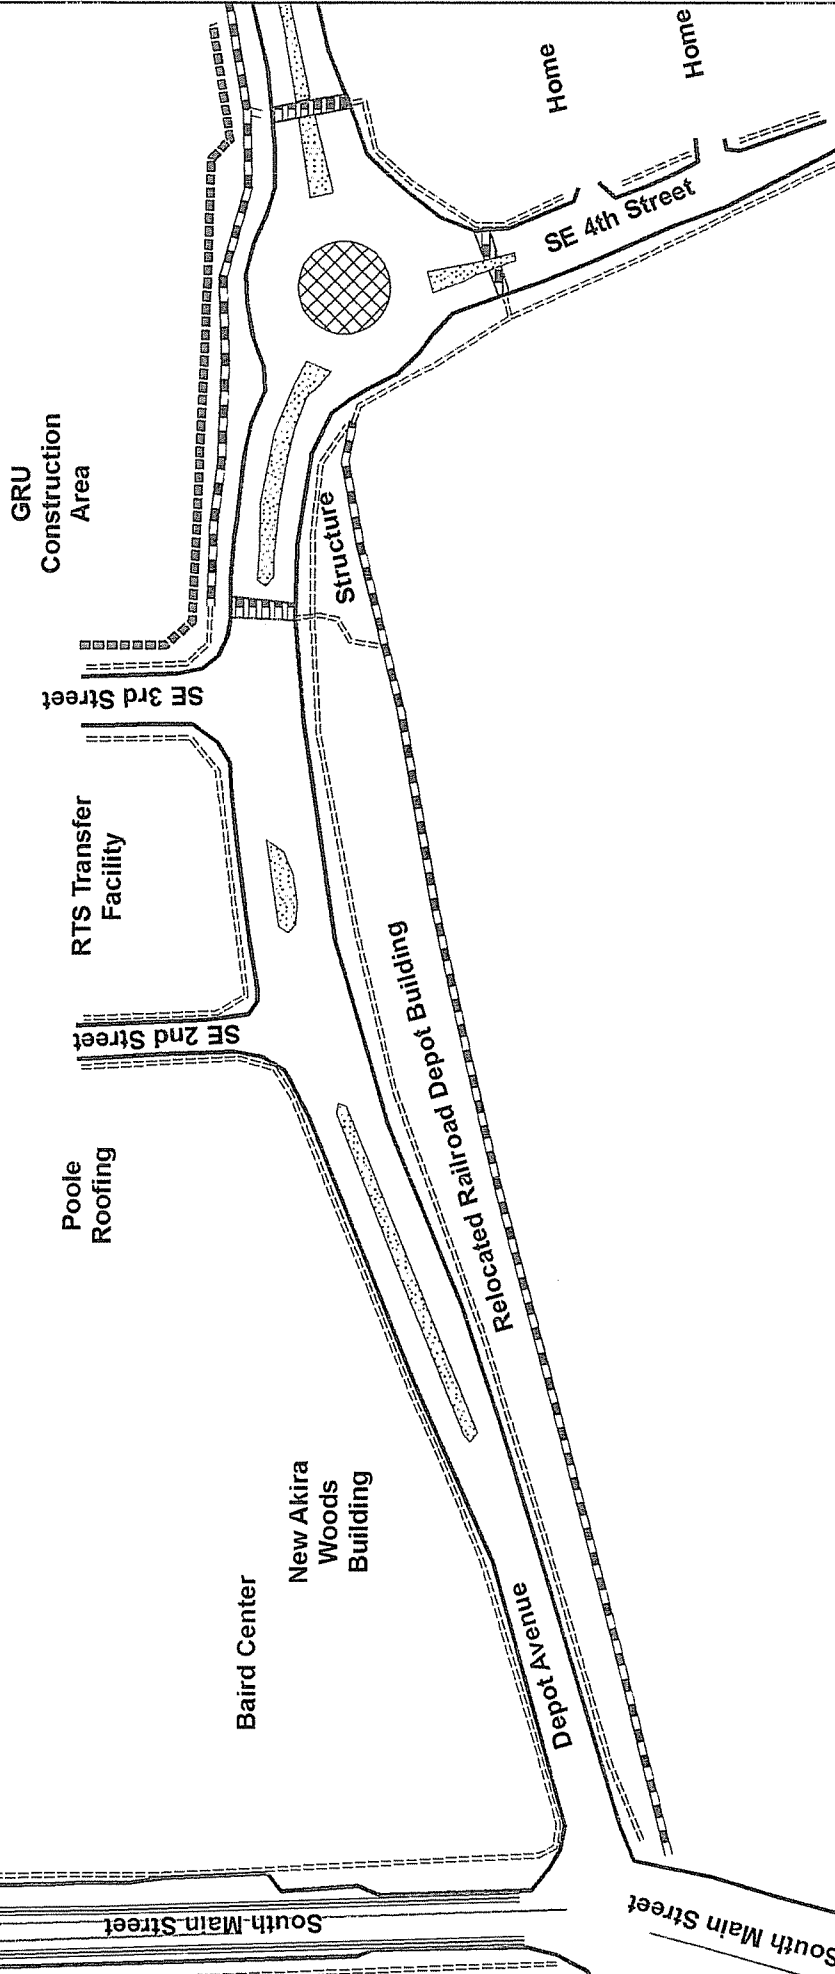 Home
Home
SE 4th Street
GRU
Construction
Area
Structure
SE 3rd Street
RTS Transfer
Facility
SE 2nd Street
Relocated Railroad Depot Building
Poole
Roofing
New Akira
Woods
Building
Baird Center
Depot Avenue
South Main Street
South Main Street